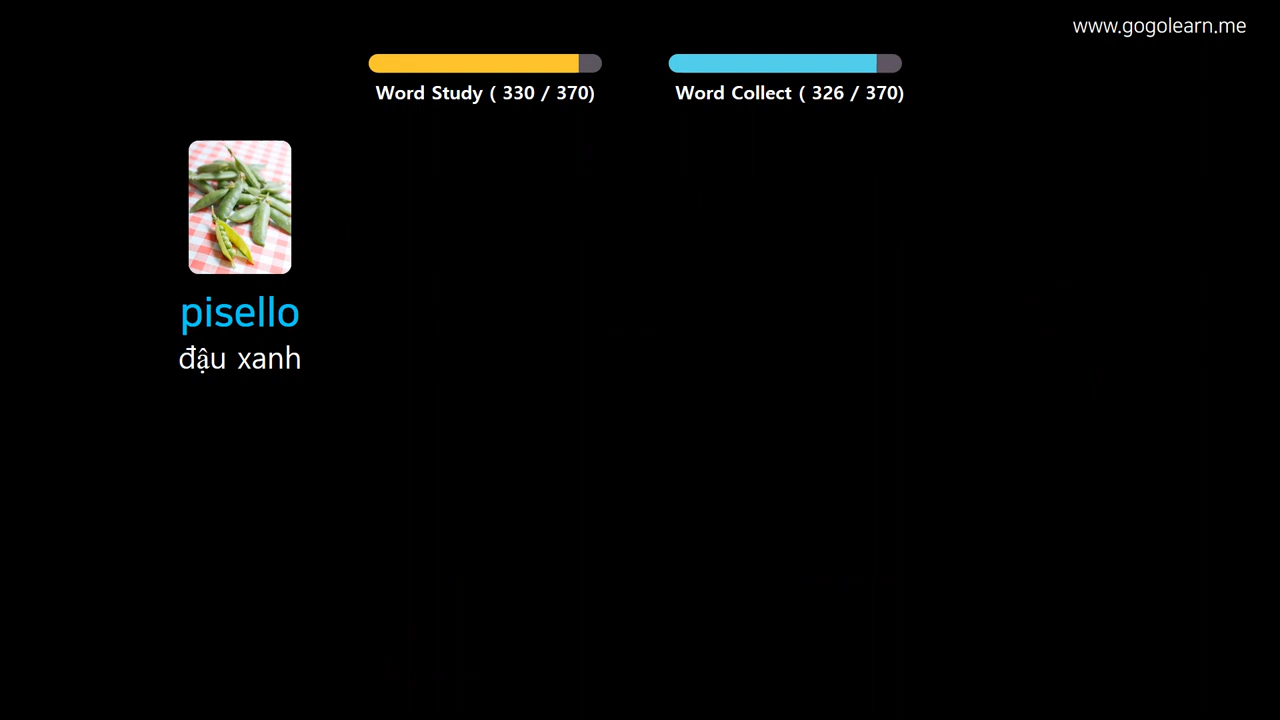 www.gogolearn.me
Word Study ( 330 / 370)
Word Collect ( 326 / 370)
pisello
đậu xanh